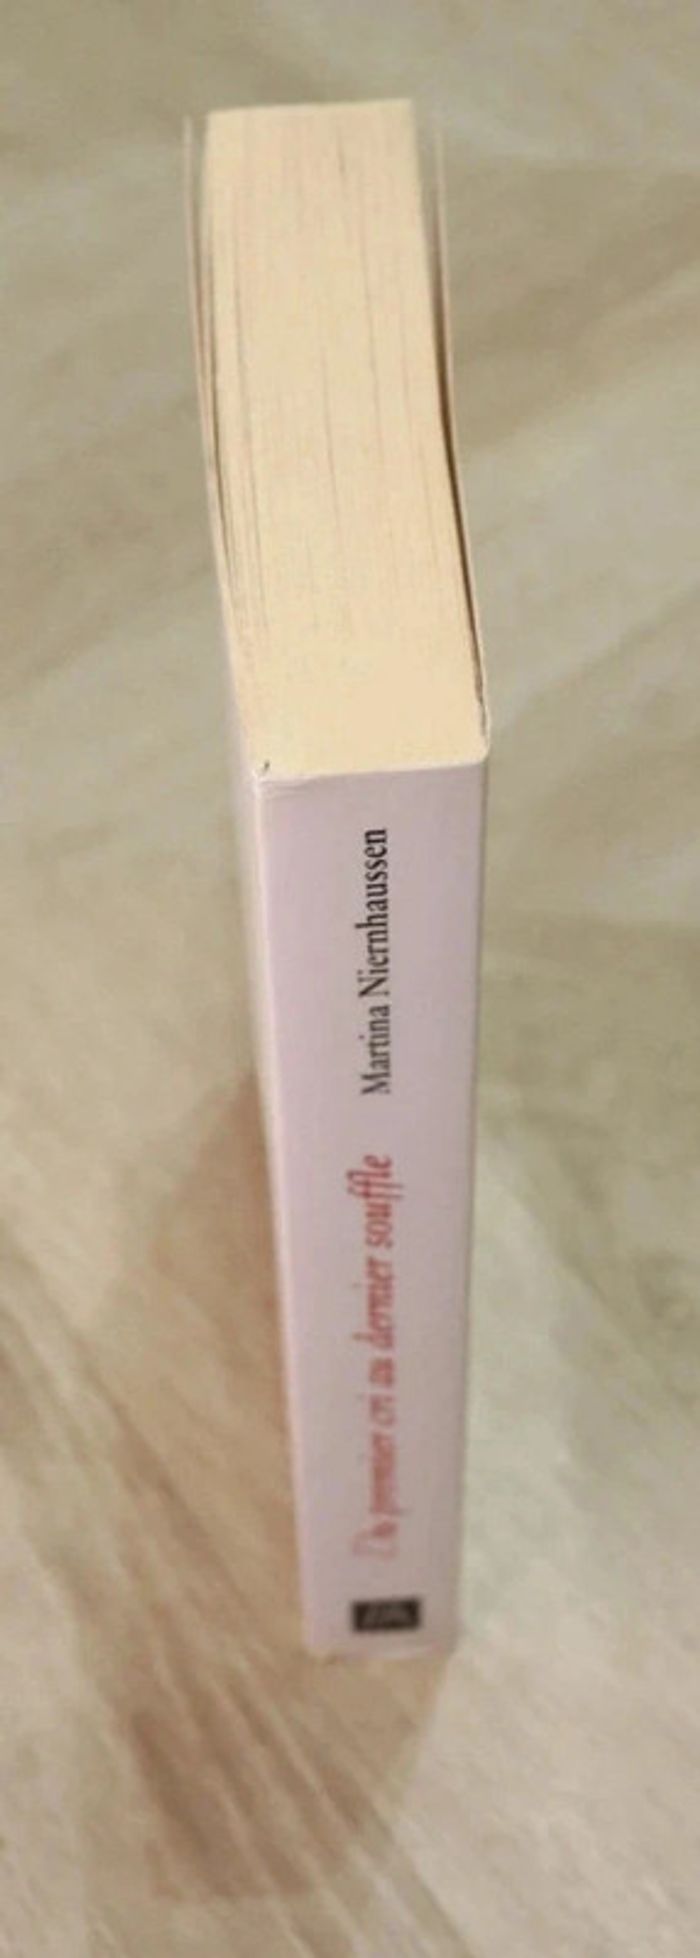 Du premier cri au dernier souffle
Martina Niernhaussen